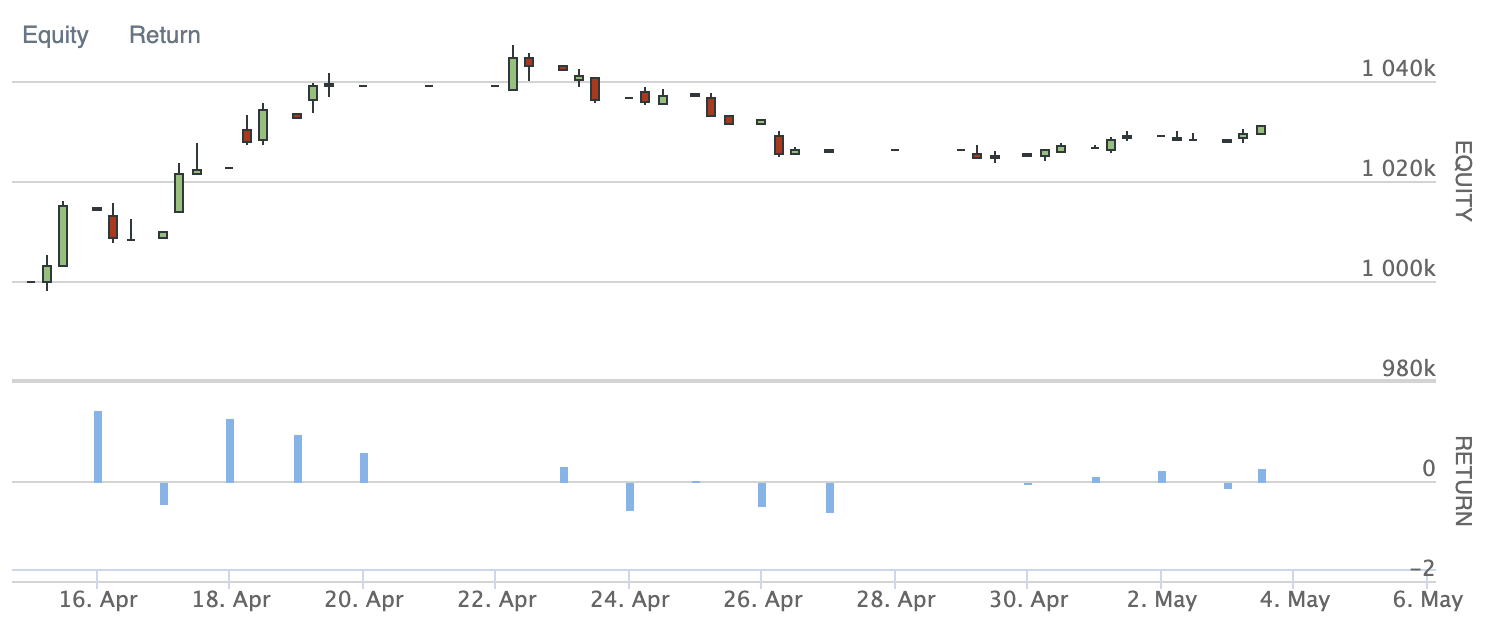 Equity Return
1 040k
1 020k
1 000k
980k
EQUITY
0
−2
RETURN
16. Apr 18. Apr 20. Apr 22. Apr 24. Apr 26. Apr 28. Apr 30. Apr 2. May 4. May 6. May